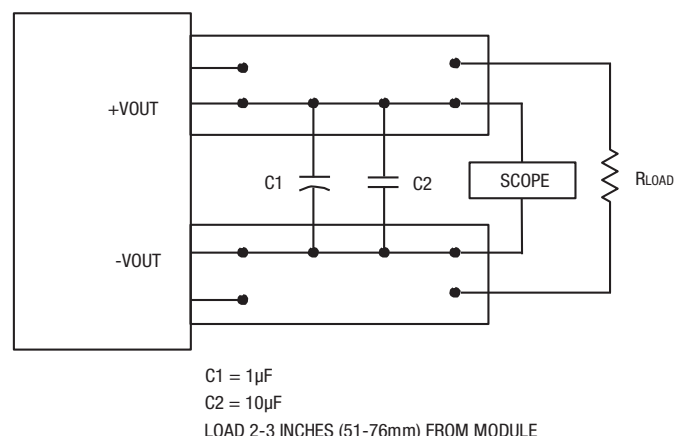 +VOUT
C1
C2
SCOPE
RLOAD
-VOUT
C1 = 1µF
C2 = 10µF
LOAD 2-3 INCHES (51-76mm) FROM MODULE